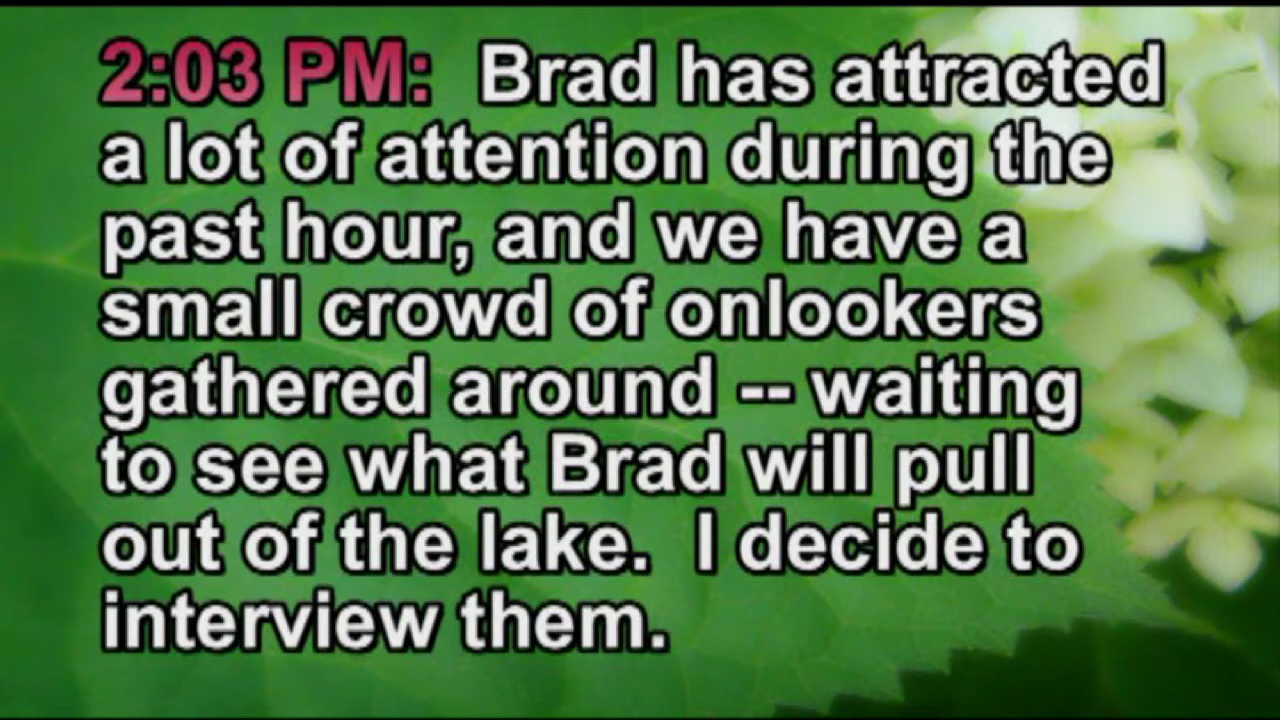 2:03 PM: Brad has attracted
a lot of attention during the
past hour, and we have a
small crowd of onlookers
gathered around -- waiting
to see what Brad will pull
out of the lake. I decide to
interview them.